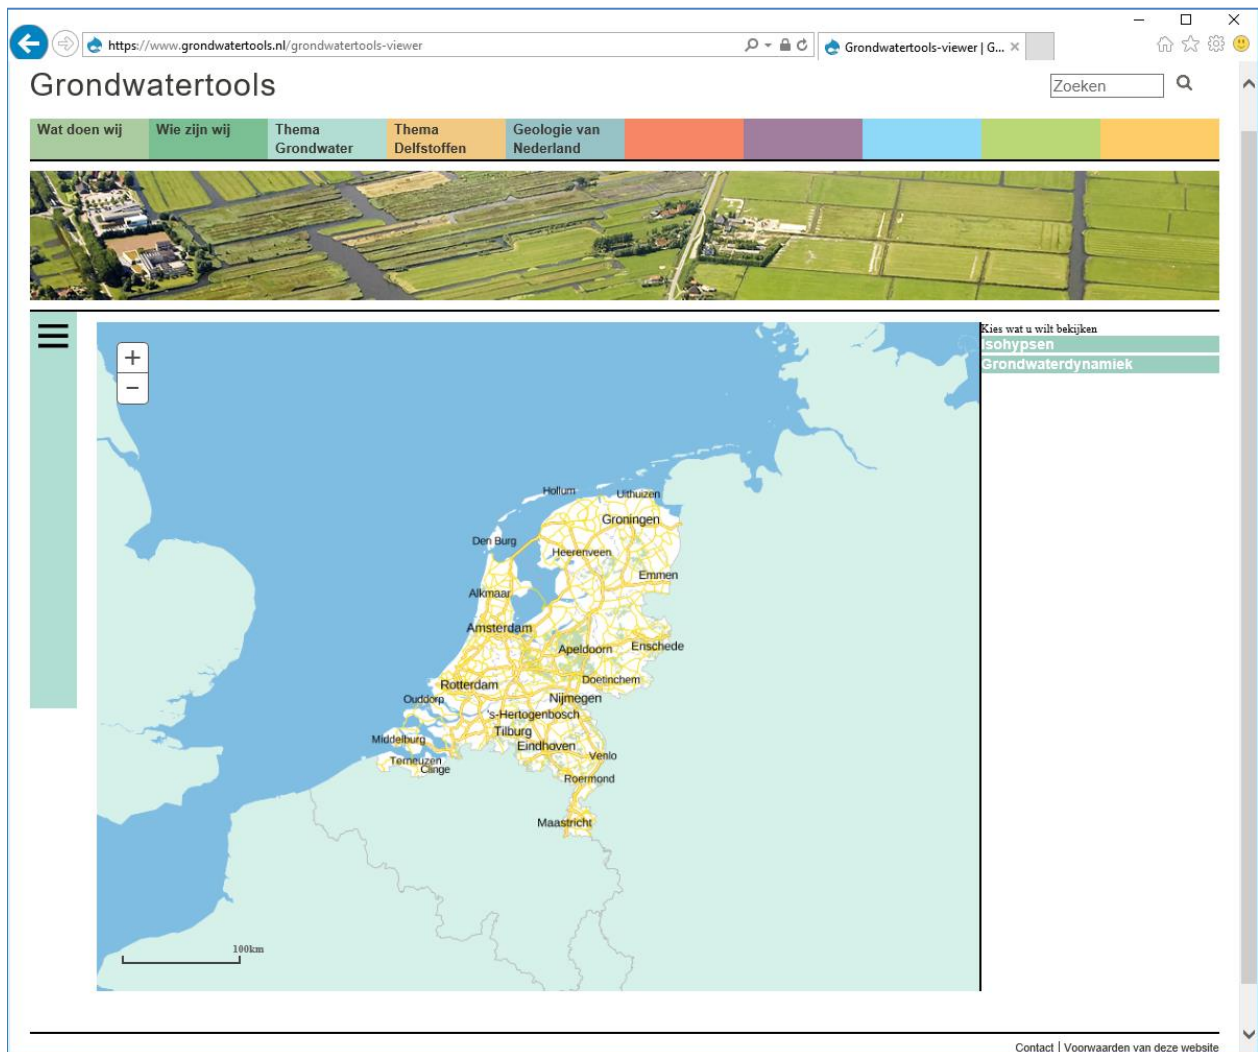 https://www.grondwatertools.nl/grondwatertools-viewer
Grondwatertools-viewer | G...
Grondwatertools
Zoeken
Wat doen wij
Wie zijn wij
Thema
Grondwater
Thema
Delfstoffen
Geologie van
Nederland
Kies wat u wilt bekijken
Isohypsen
Grondwaterdynamiek
+
−
Hollum
Uithuizen
Groningen
Den Burg
Heerenveen
Emmen
Alkmaar
Amsterdam
Apeldoorn
Enschede
Doetinchem
Rotterdam
Nijmegen
Ouddorp
's-Hertogenbosch
Tilburg
Middelburg
Eindhoven
Venlo
Terneuzen
Clinge
Roermond
Maastricht
100km
Contact | Voorwaarden van deze website